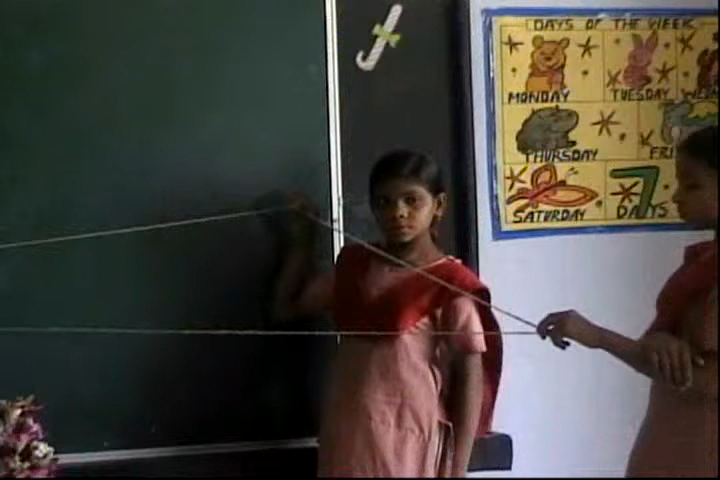 DAYS OF THE WEEK
MONDAY TUESDAY
THURSDAY
SATURDAY 7 DAYS